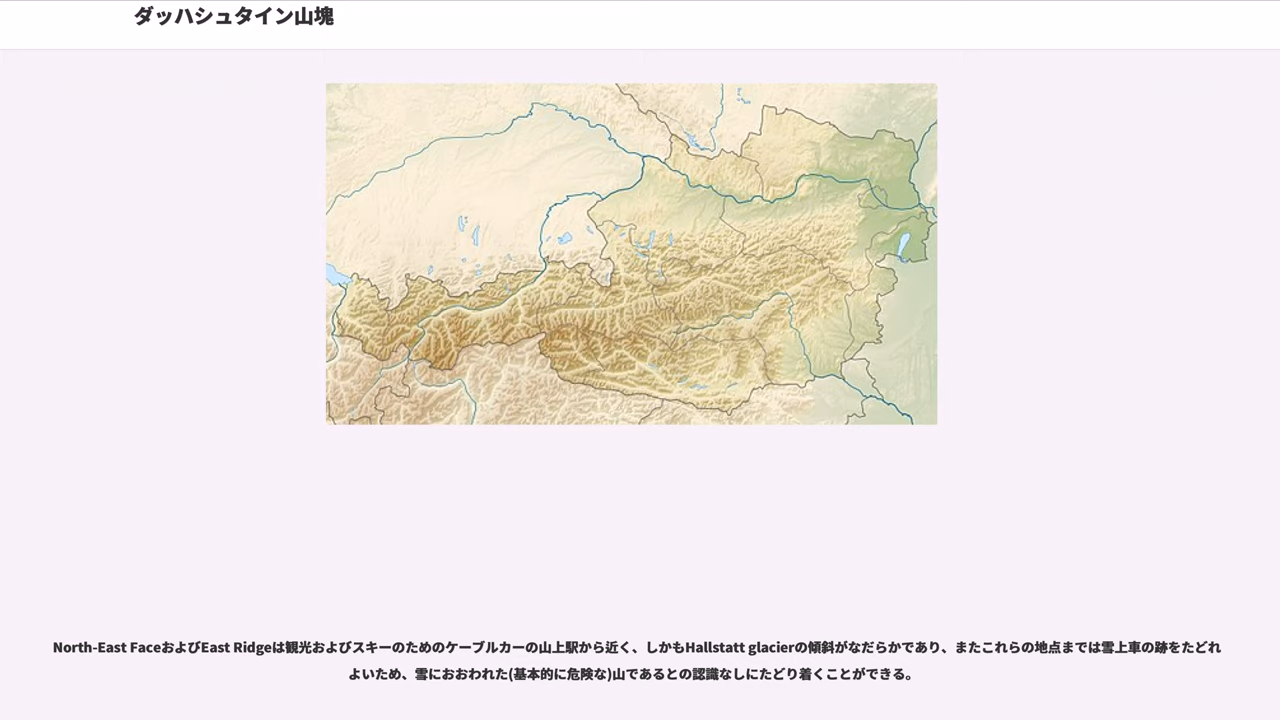 ダッハシュタイン山塊
North-East FaceおよびEast Ridgeは観光およびスキーのためのケーブルカーの山上駅から近く、しかもHallstatt glacierの傾斜がなだらかであり、またこれらの地点までは雪上車の跡をたどれ
よいため、雪におおわれた(基本的に危険な)山であるとの認識なしにたどり着くことができる。